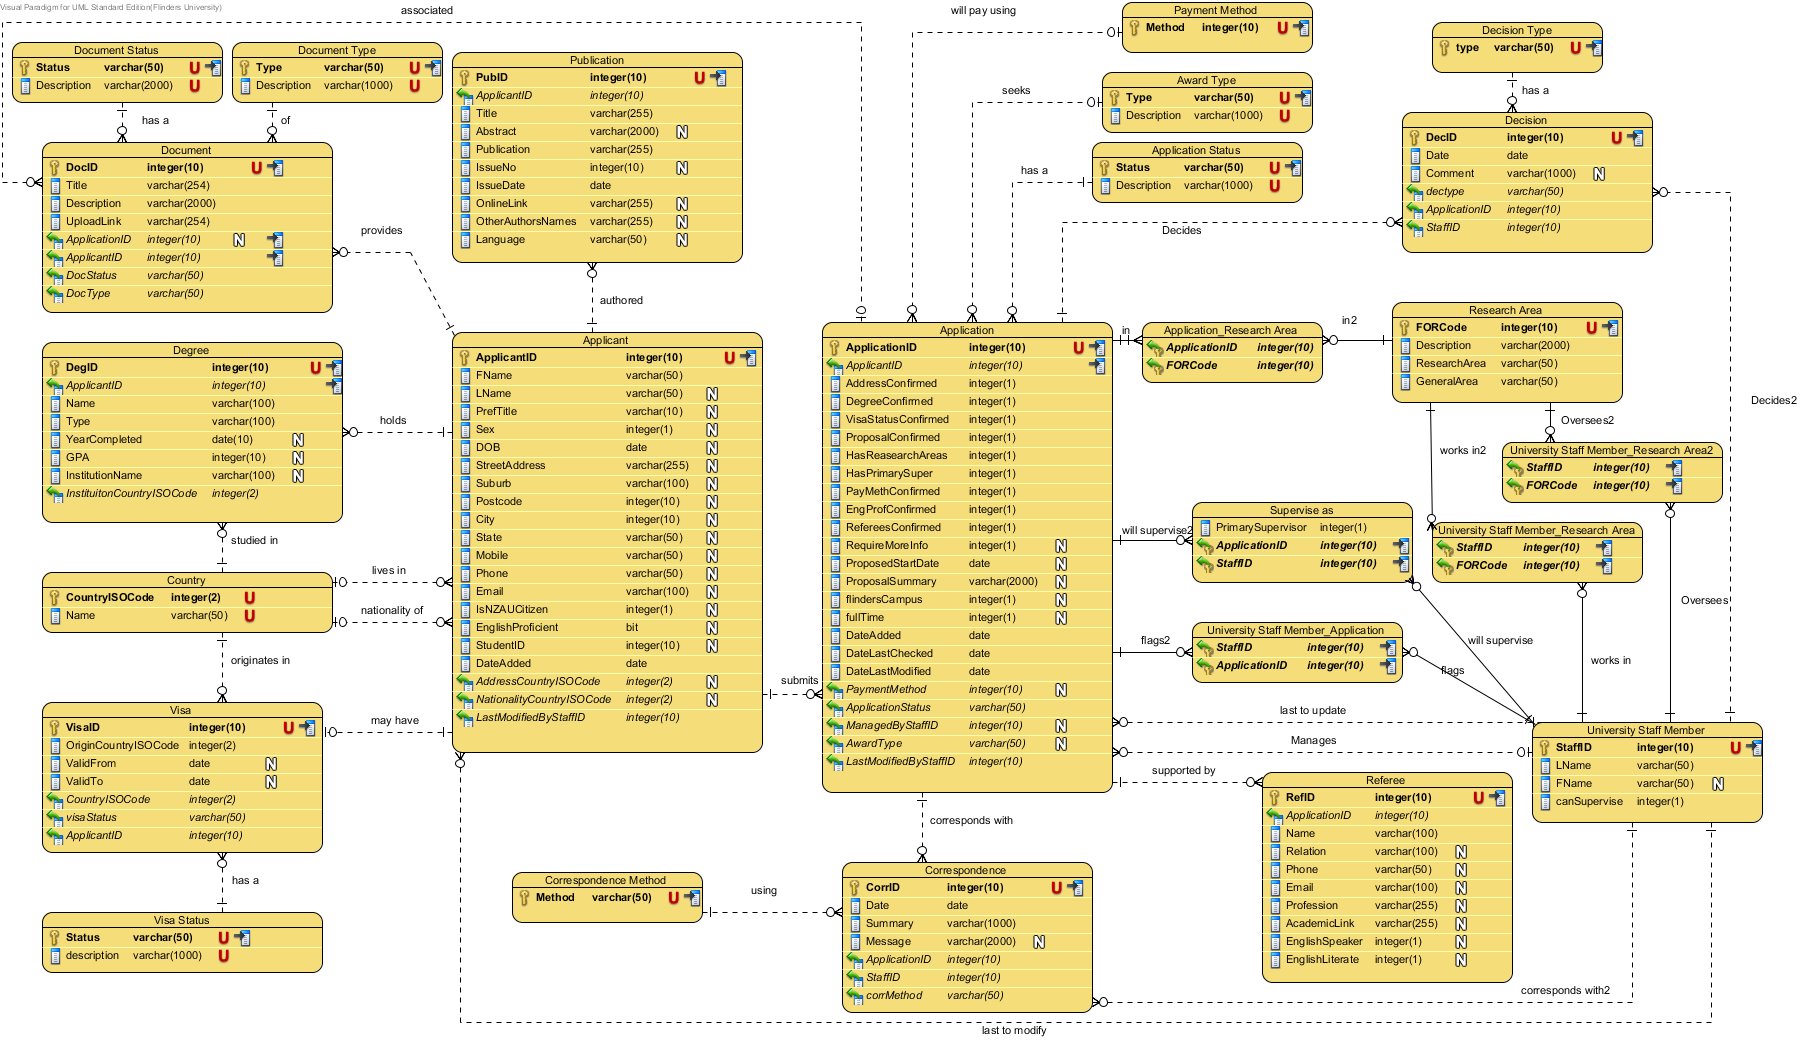 Visual Paradigm for UML Standard Edition(Flinders University)
associated
will pay using
Payment Method
Method integer(10) U
Decision Type
type varchar(50) U
Document Status
Status varchar(50) U
Description varchar(2000) U
Document Type
Type varchar(50) U
Description varchar(1000) U
Publication
PubID integer(10) U
ApplicantID integer(10)
Title varchar(255)
Abstract varchar(2000) N
Publication varchar(255)
IssueNo integer(10) N
IssueDate date
OnlineLink varchar(255) N
OtherAuthorsNames varchar(255) N
Language varchar(50) N
seeks
Award Type
Type varchar(50) U
Description varchar(1000) U
has a
Application Status
Status varchar(50) U
Description varchar(1000) U
has a
Decision
DecID integer(10) U
Date date
Comment varchar(1000) N
dectype varchar(50)
ApplicationID integer(10)
StaffID integer(10)
Decides
has a
of
Document
DocID integer(10) U
Title varchar(254)
Description varchar(2000)
UploadLink varchar(254)
ApplicationID integer(10) N
ApplicantID integer(10)
DocStatus varchar(50)
DocType varchar(50)
provides
authored
Degree
DegID integer(10) U
ApplicantID integer(10)
Name varchar(100)
Type varchar(100)
YearCompleted date(10) N
GPA integer(10) N
InstitutionName varchar(100) N
InstituitonCountryISOCode integer(2)
holds
studied in
Applicant
ApplicantID integer(10) U
FName varchar(50)
LName varchar(50) N
PrefTitle varchar(10) N
Sex integer(1) N
DOB date N
StreetAddress varchar(255) N
Suburb varchar(100) N
Postcode integer(10) N
City integer(10) N
State varchar(50) N
Mobile varchar(50) N
Phone varchar(50) N
Email varchar(100) N
IsNZAUCitizen integer(1) N
EnglishProficient bit N
StudentID integer(10) N
DateAdded date
AddressCountryISOCode integer(2) N
NationalityCountryISOCode integer(2) N
LastModifiedByStaffID integer(10)
submits
Application
ApplicationID integer(10) U
ApplicantID integer(10)
AddressConfirmed integer(1)
DegreeConfirmed integer(1)
VisaStatusConfirmed integer(1)
ProposalConfirmed integer(1)
HasReasearchAreas integer(1)
HasPrimarySuper integer(1)
PayMethConfirmed integer(1)
EngProfConfirmed integer(1)
RefereesConfirmed integer(1)
RequireMoreInfo integer(1) N
ProposedStartDate date N
ProposalSummary varchar(2000) N
flindersCampus integer(1) N
fullTime integer(1) N
DateAdded date
DateLastChecked date
DateLastModified date
PaymentMethod integer(10) N
ApplicationStatus varchar(50)
ManagedByStaffID integer(10) N
AwardType varchar(50) N
LastModifiedByStaffID integer(10)
in
Application_Research Area
ApplicationID integer(10)
FORCode integer(10)
in2
Research Area
FORCode integer(10) U
Description varchar(2000)
ResearchArea varchar(50)
GeneralArea varchar(50)
Decides2
Oversees2
works in2
University Staff Member_Research Area2
StaffID integer(10)
FORCode integer(10)
University Staff Member_Research Area
StaffID integer(10)
FORCode integer(10)
will supervise2
Supervise as
PrimarySupervisor integer(1)
ApplicationID integer(10)
StaffID integer(10)
Oversees
will supervise
works in
flags2
University Staff Member_Application
StaffID integer(10)
ApplicationID integer(10)
flags
last to update
Manages
University Staff Member
StaffID integer(10) U
LName varchar(50)
FName varchar(50) N
canSupervise integer(1)
Country
CountryISOCode integer(2) U
Name varchar(50) U
lives in
nationality of
originates in
Visa
VisaID integer(10) U
OriginCountryISOCode integer(2)
ValidFrom date N
ValidTo date N
CountryISOCode integer(2)
visaStatus varchar(50)
ApplicantID integer(10)
may have
has a
Visa Status
Status varchar(50) U
description varchar(1000) U
supported by
Referee
RefID integer(10) U
ApplicationID integer(10)
Name varchar(100)
Relation varchar(100) N
Phone varchar(50) N
Email varchar(100) N
Profession varchar(255) N
AcademicLink varchar(255) N
EnglishSpeaker integer(1) N
EnglishLiterate integer(1) N
corresponds with
Correspondence Method
Method varchar(50) U
using
Correspondence
CorrID integer(10) U
Date date
Summary varchar(1000)
Message varchar(2000) N
ApplicationID integer(10)
StaffID integer(10)
corrMethod varchar(50)
corresponds with2
last to modify